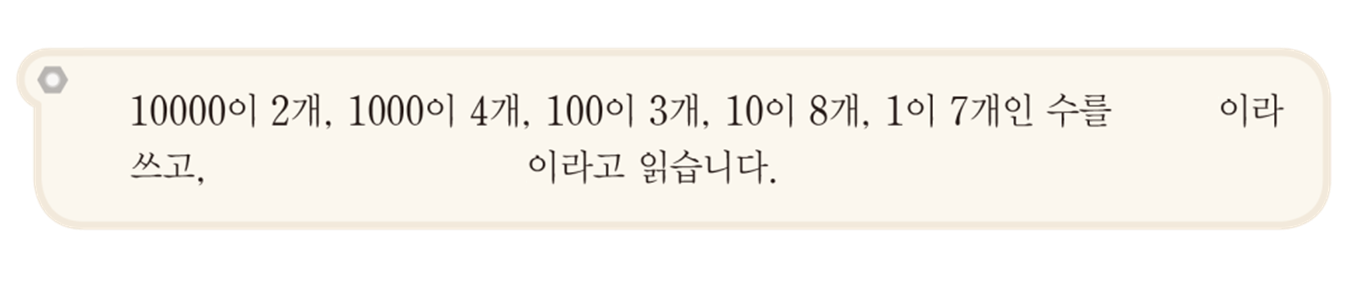 10000이 2개, 1000이 4개, 100이 3개, 10이 8개, 1이 7개인 수를 이라
쓰고, 이라고 읽습니다.